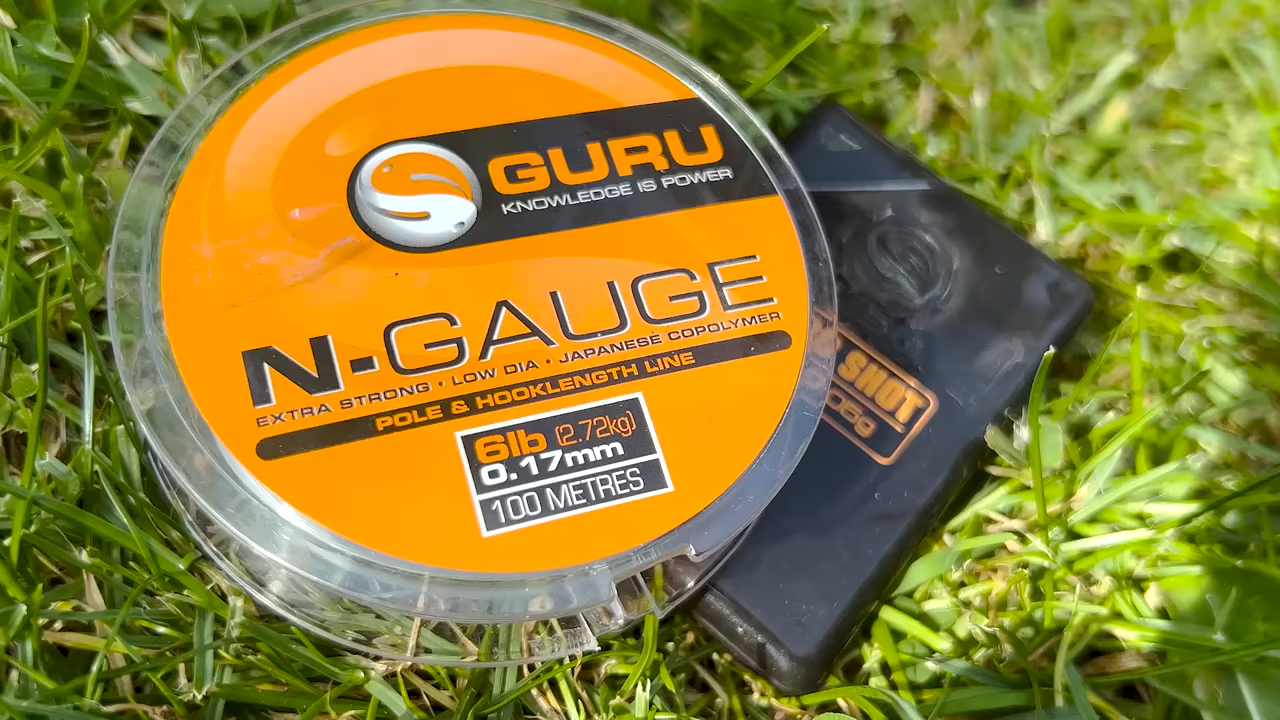 GURU
KNOWLEDGE IS POWER
N-GAUGE
EXTRA STRONG • LOW DIA • JAPANESE COPOLYMER
POLE & HOOKLENGTH LINE
6lb (2.72kg)
0.17mm
100 METRES
SHOT